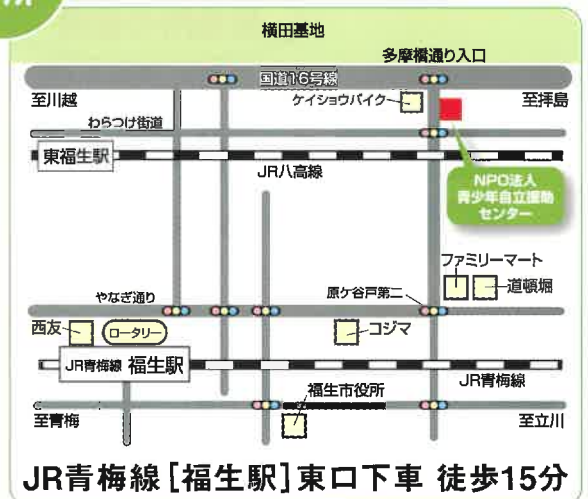 横田基地
多摩橋通り入口
国道16号線
至川越
ケイショウバイク
至拝島
わらつけ街道
東福生駅
JR八高線
NPO法人
青少年自立援助
センター
ファミリーマート
道頓堀
やなぎ通り
原ケ谷戸第二
西友
ロータリー
コジマ
JR青梅線 福生駅
JR青梅線
福生市役所
至青梅
至立川
JR青梅線[福生駅]東口下車 徒歩15分